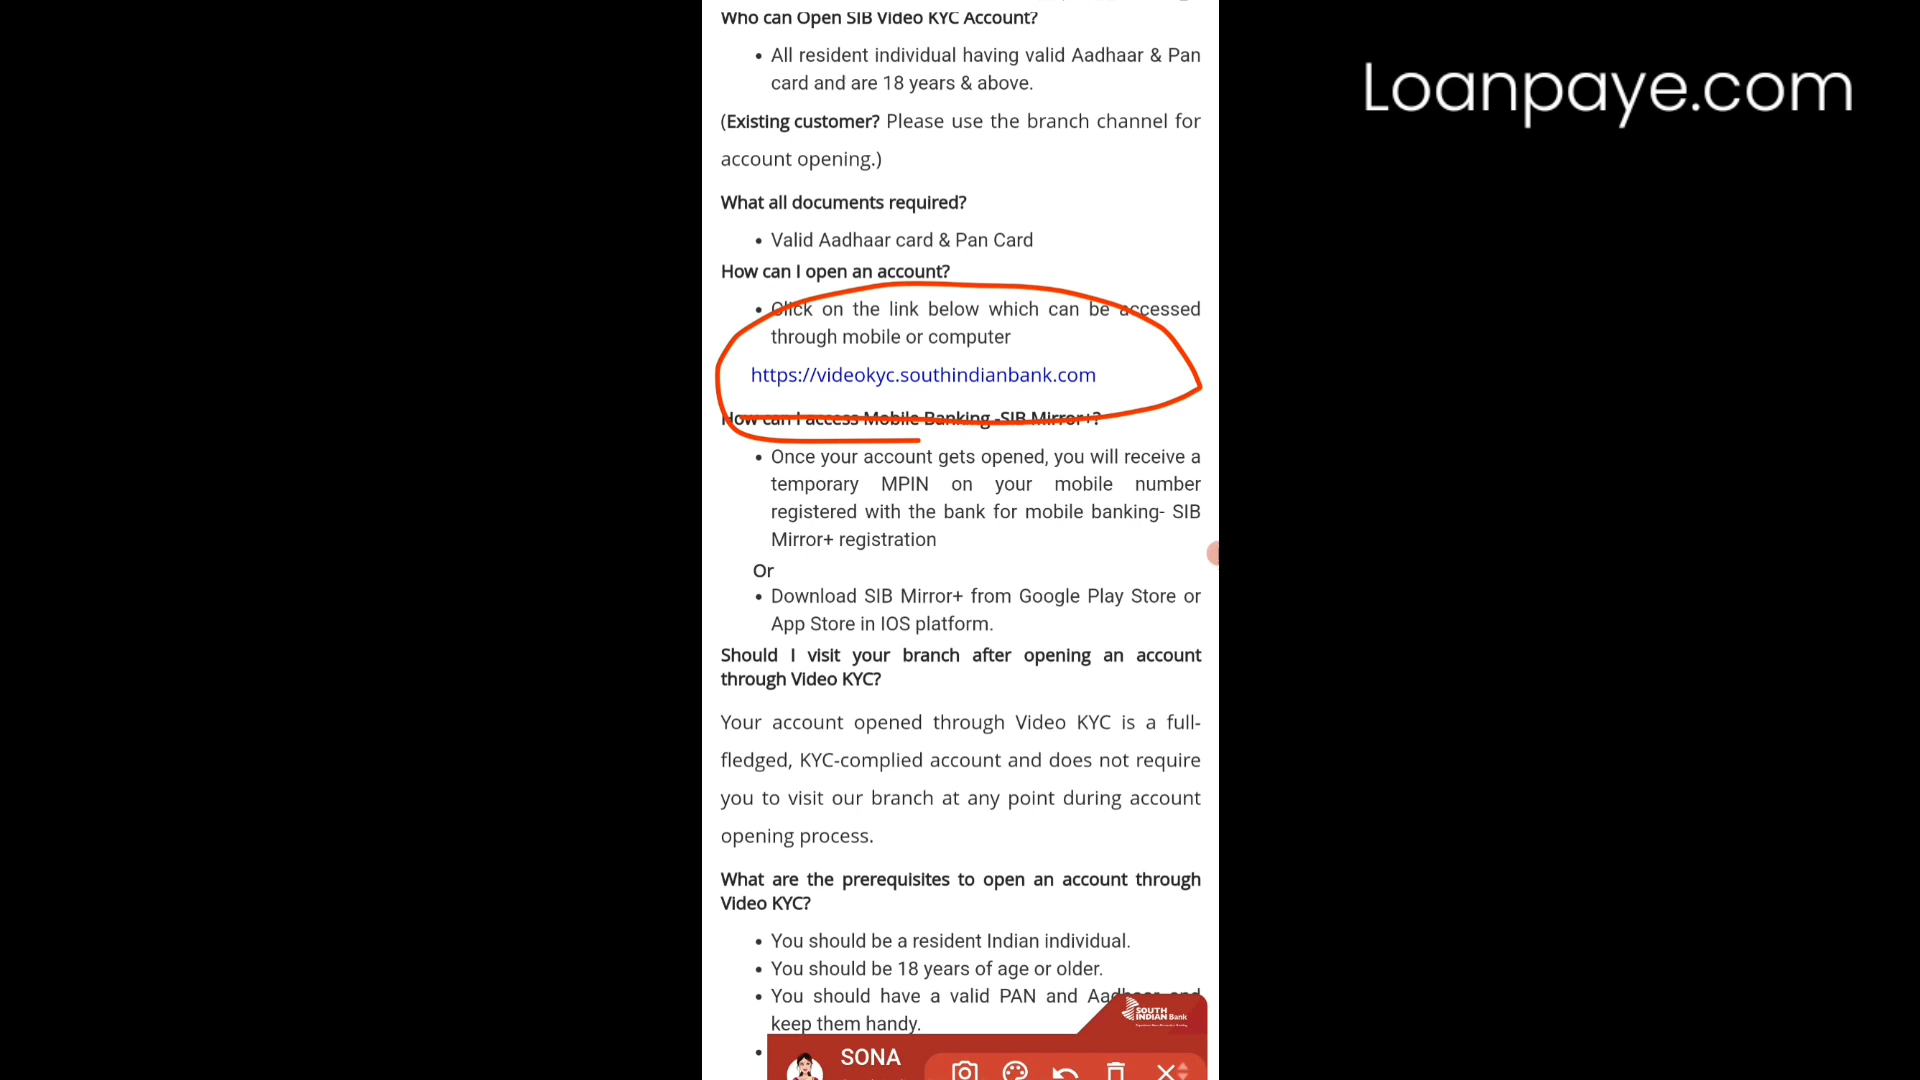 Who can Open SIB Video KYC Account?
Loanpaye.com
• All resident individual having valid Aadhaar & Pan
card and are 18 years & above.
(Existing customer? Please use the branch channel for
account opening.)
What all documents required?
• Valid Aadhaar card & Pan Card
How can I open an account?
• Click on the link below which can be accessed
through mobile or computer
https://videokyc.southindianbank.com
How can I access Mobile Banking -SIB Mirror+?
• Once your account gets opened, you will receive a
temporary MPIN on your mobile number
registered with the bank for mobile banking- SIB
Mirror+ registration
Or
• Download SIB Mirror+ from Google Play Store or
App Store in IOS platform.
Should I visit your branch after opening an account
through Video KYC?
Your account opened through Video KYC is a full-
fledged, KYC-complied account and does not require
you to visit our branch at any point during account
opening process.
What are the prerequisites to open an account through
Video KYC?
• You should be a resident Indian individual.
• You should be 18 years of age or older.
• You should have a valid PAN and Aadhaar and
keep them handy.
SOUTH
INDIAN Bank
SONA